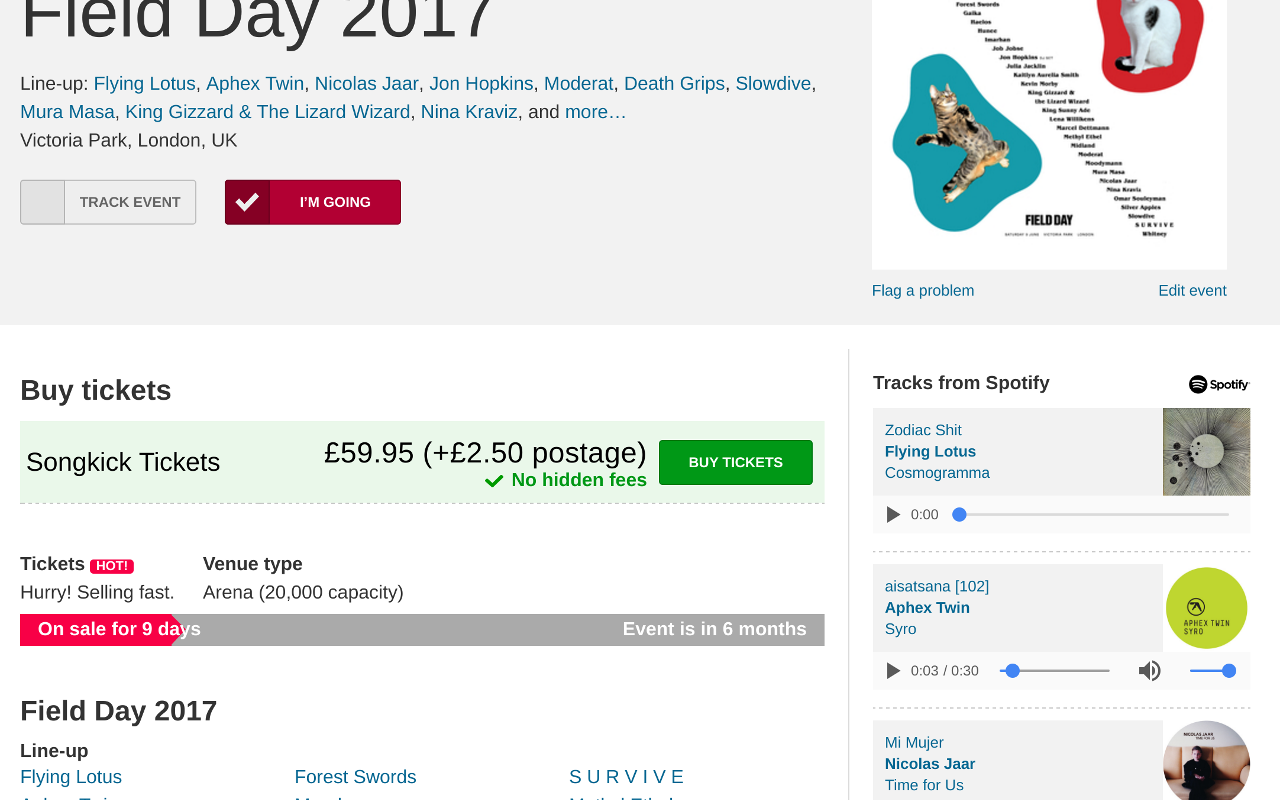 Field Day 2017
Line-up: Flying Lotus, Aphex Twin, Nicolas Jaar, Jon Hopkins, Moderat, Death Grips, Slowdive,
Mura Masa, King Gizzard & The Lizard Wizard, Nina Kraviz, and more…
Victoria Park, London, UK
TRACK EVENT
I'M GOING
Forest Swords
Gaika
Haelos
Hunee
Imarhan
Job Jobse
Jon Hopkins DJ SET
Julia Jacklin
Kaitlyn Aurelia Smith
Kevin Morby
King Gizzard &
the Lizard Wizard
King Sunny Ade
Lena Willikens
Marcel Dettmann
Methyl Ethel
Midland
Moderat
Moodymann
Mura Masa
Nicolas Jaar
Nina Kraviz
Omar Souleyman
Silver Apples
Slowdive
S U R V I V E
Whitney
FIELD DAY
SATURDAY 3 JUNE VICTORIA PARK LONDON
Flag a problem
Edit event
Buy tickets
Songkick Tickets
£59.95 (+£2.50 postage)
No hidden fees
BUY TICKETS
Tickets HOT!
Hurry! Selling fast.
Venue type
Arena (20,000 capacity)
On sale for 9 days
Event is in 6 months
Field Day 2017
Line-up
Flying Lotus
Forest Swords
S U R V I V E
Tracks from Spotify
Spotify
Zodiac Shit
Flying Lotus
Cosmogramma
0:00
aisatsana [102]
Aphex Twin
Syro
APHEX TWIN
SYRO
0:03 / 0:30
Mi Mujer
Nicolas Jaar
Time for Us
NICOLAS JAAR
TIME FOR US